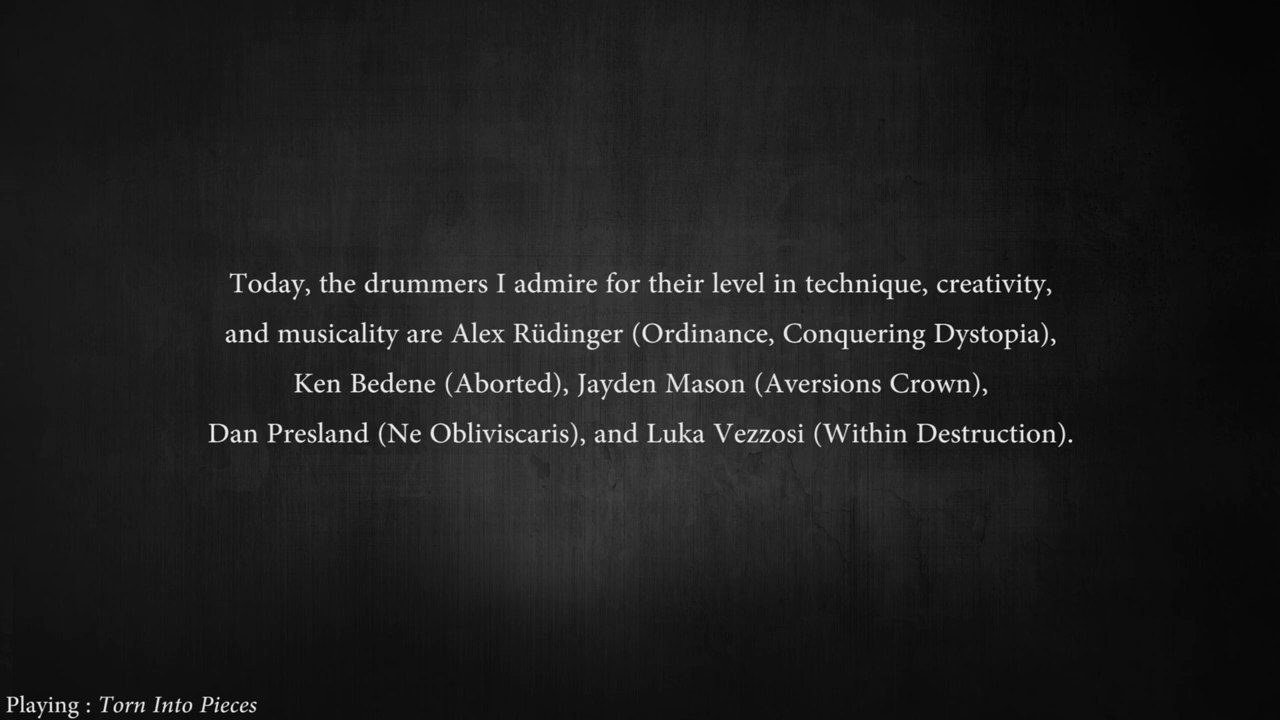 Today, the drummers I admire for their level in technique, creativity,
and musicality are Alex Rüdinger (Ordinance, Conquering Dystopia),
Ken Bedene (Aborted), Jayden Mason (Aversions Crown),
Dan Presland (Ne Obliviscaris), and Luka Vezzosi (Within Destruction).
Playing : Torn Into Pieces